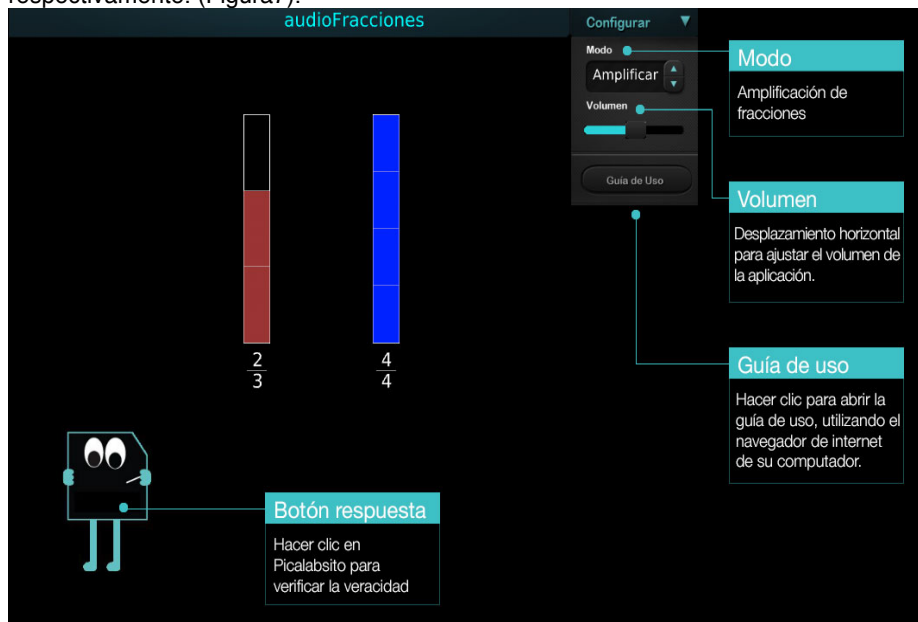 respectivamente. (Figura7).
audioFracciones
Configurar
Modo
Amplificar
Volumen
Guía de Uso
Modo
Amplificación de
fracciones
Volumen
Desplazamiento horizontal
para ajustar el volumen de
la aplicación.
Guía de uso
Hacer clic para abrir la
guía de uso, utilizando el
navegador de internet
de su computador.
2
3
4
4
Botón respuesta
Hacer clic en
Picalabsito para
verificar la veracidad